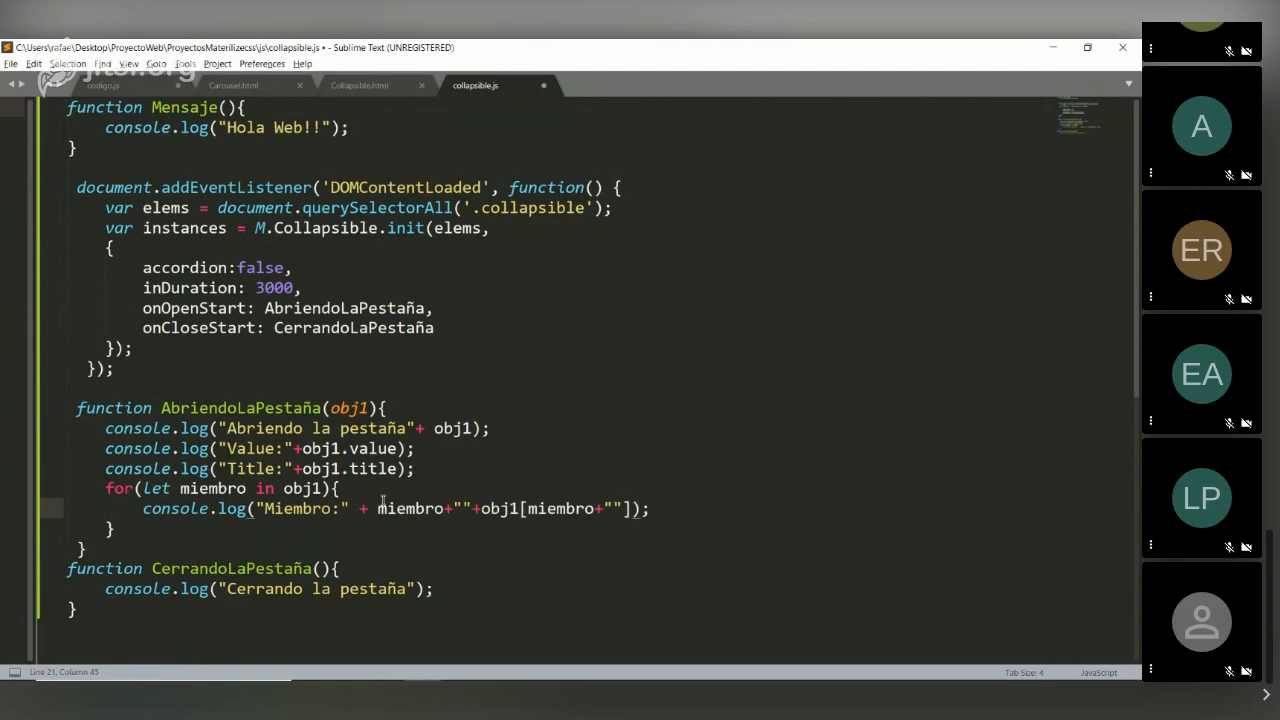 C:\Users\rafae\Desktop\ProyectoWeb\ProyectosMaterilizecss\js\collapsible.js • - Sublime Text (UNREGISTERED)
File Edit Selection Find View Goto Tools Project Preferences Help
jitsi.org
codigo.js Carousel.html Collapsible.html collapsible.js
function Mensaje(){
console.log("Hola Web!!");
}
document.addEventListener('DOMContentLoaded', function() {
var elems = document.querySelectorAll('.collapsible');
var instances = M.Collapsible.init(elems,
{
accordion:false,
inDuration: 3000,
onOpenStart: AbriendoLaPestaña,
onCloseStart: CerrandoLaPestaña
});
});
function AbriendoLaPestaña(obj1){
console.log("Abriendo la pestaña"+ obj1);
console.log("Value:"+obj1.value);
console.log("Title:"+obj1.title);
for(let miembro in obj1){
console.log("Miembro:" + miembro+""+obj1[miembro+""]);
}
}
function CerrandoLaPestaña(){
console.log("Cerrando la pestaña");
}
Line 21, Column 45 Tab Size: 4 JavaScript
A
ER
EA
LP